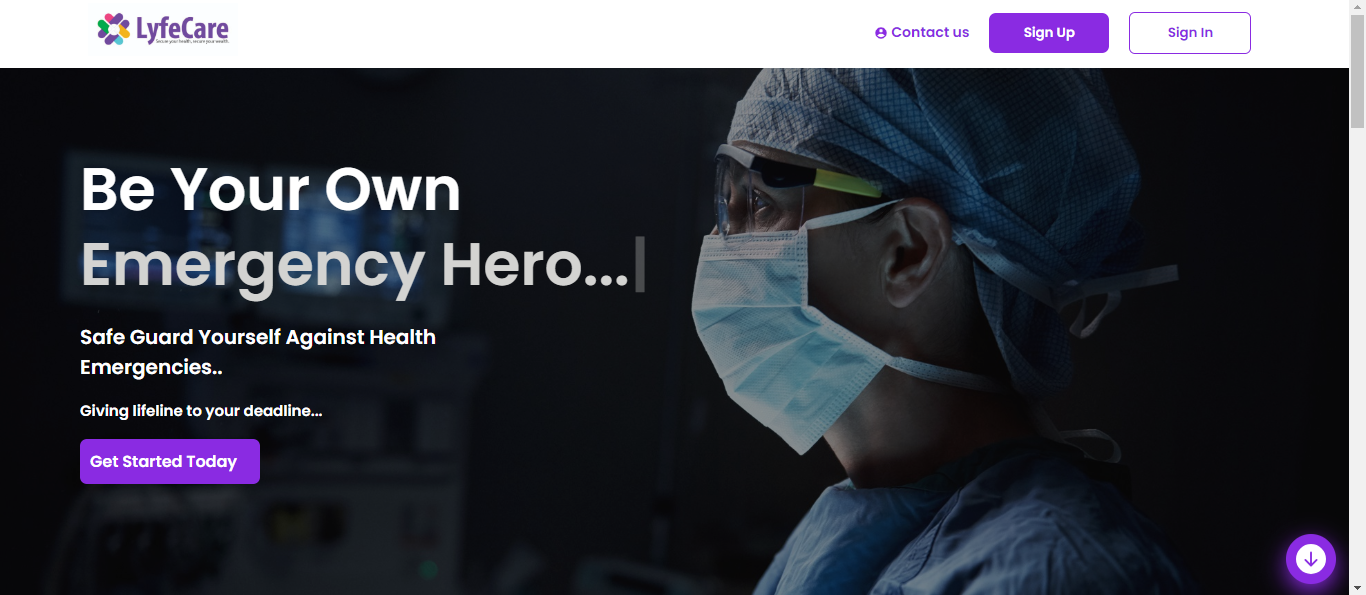 LyfeCare
Secure your health, secure your wealth.
Contact us
Sign Up
Sign In
Be Your Own
Emergency Hero...|
Safe Guard Yourself Against Health
Emergencies..
Giving lifeline to your deadline...
Get Started Today